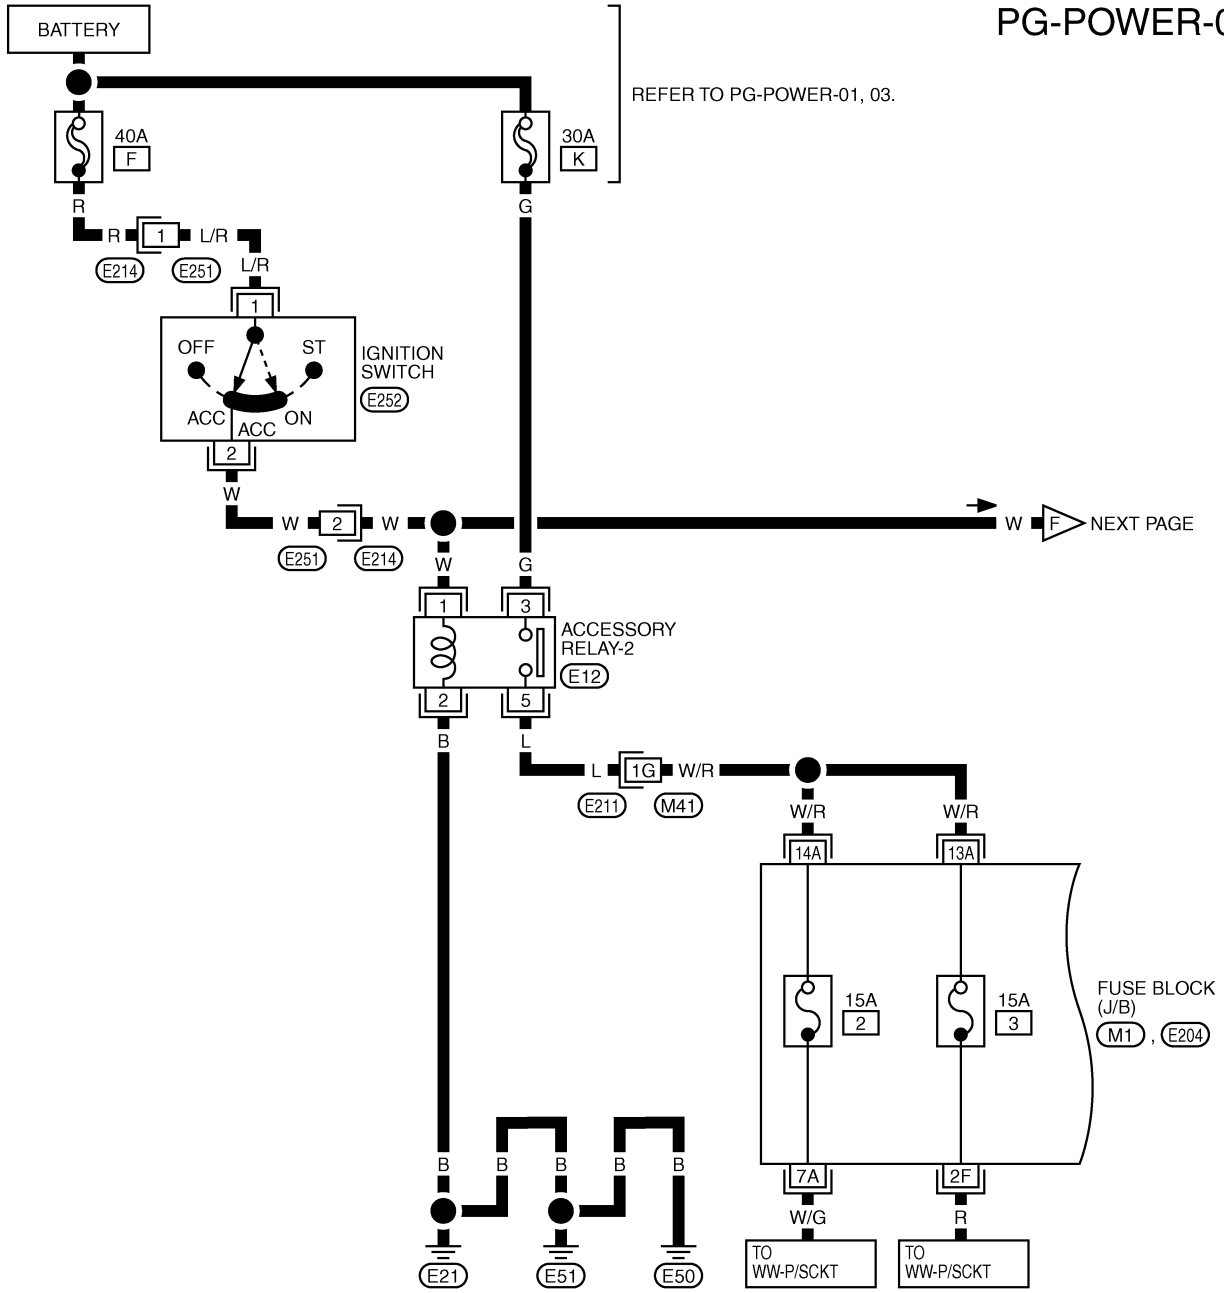 PG-POWER-0
BATTERY
REFER TO PG-POWER-01, 03.
40A
F
30A
K
R
G
R
1
L/R
E214
E251
L/R
1
OFF
ST
IGNITION
SWITCH
E252
ACC
ON
ACC
2
W
W
2
W
W
F
NEXT PAGE
E251
E214
W
G
1
3
ACCESSORY
RELAY-2
E12
2
5
B
L
L
1G
W/R
E211
M41
W/R
W/R
14A
13A
15A
2
15A
3
FUSE BLOCK
(J/B)
M1 , E204
B
B
B
B
B
7A
2F
W/G
R
E21
E51
E50
TO
WW-P/SCKT
TO
WW-P/SCKT